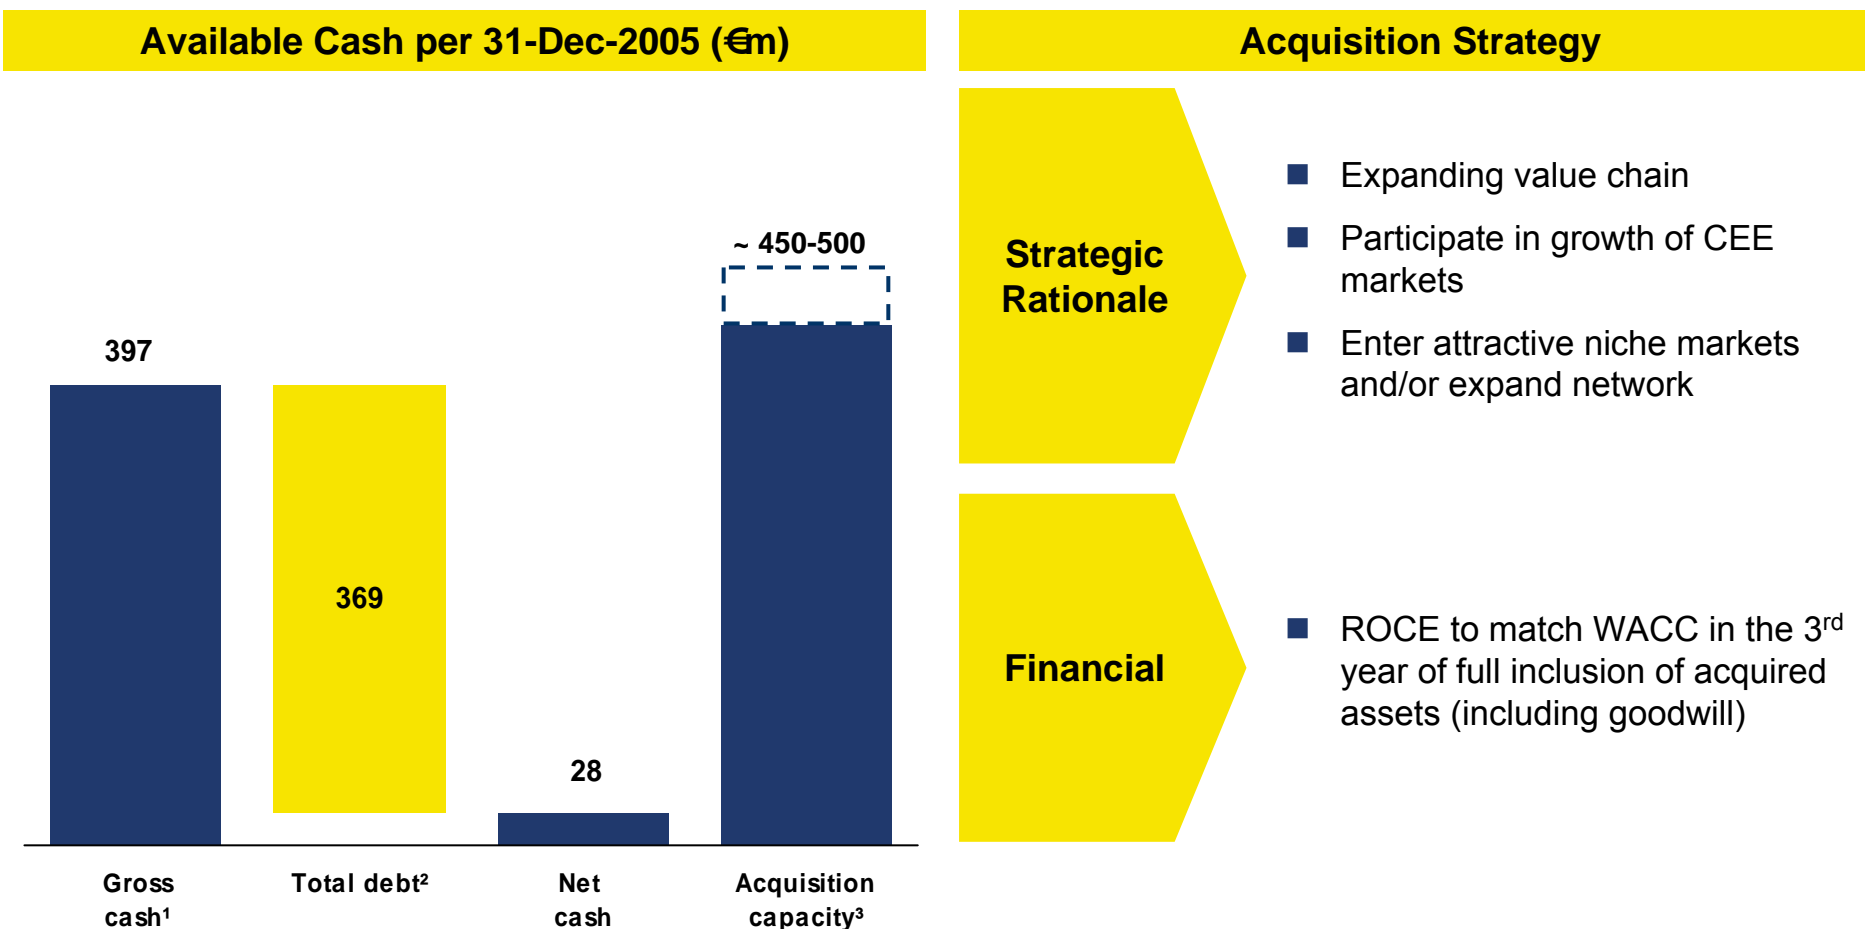 Available Cash per 31-Dec-2005 (€m)
~ 450-500
397
369
28
Gross
cash¹
Total debt²
Net
cash
Acquisition
capacity³
Acquisition Strategy
Strategic
Rationale
■ Expanding value chain
■ Participate in growth of CEE
markets
■ Enter attractive niche markets
and/or expand network
Financial
■ ROCE to match WACC in the 3rd
year of full inclusion of acquired
assets (including goodwill)